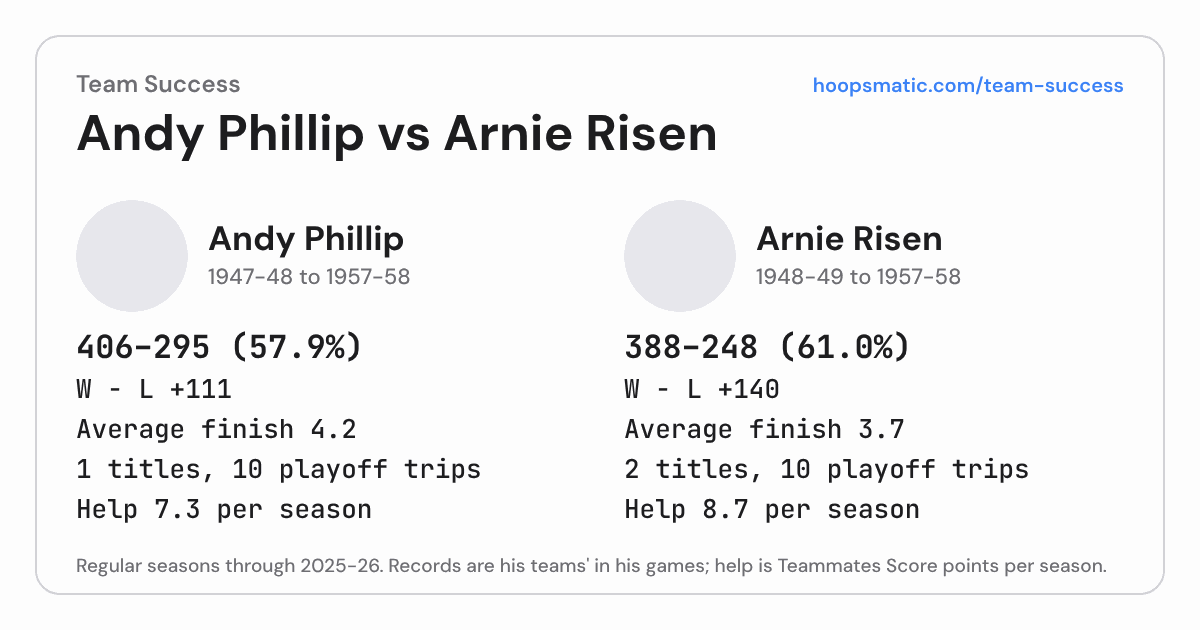 Team Success
hoopsmatic.com/team-success
Andy Phillip vs Arnie Risen
Andy Phillip
1947-48 to 1957-58
406-295 (57.9%)
W - L +111
Average finish 4.2
1 titles, 10 playoff trips
Help 7.3 per season
Arnie Risen
1948-49 to 1957-58
388-248 (61.0%)
W - L +140
Average finish 3.7
2 titles, 10 playoff trips
Help 8.7 per season
Regular seasons through 2025-26. Records are his teams' in his games; help is Teammates Score points per season.